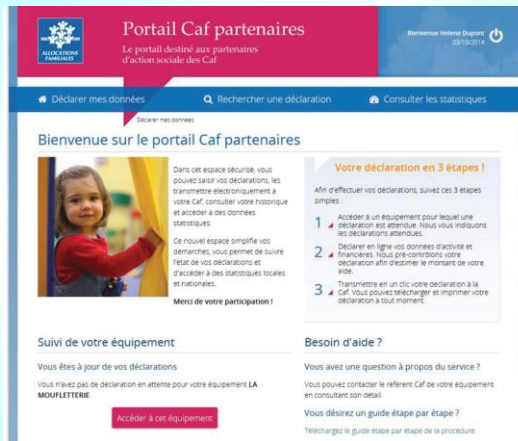 Portail Caf partenaires
Le portail destiné aux partenaires
d'action sociale des Caf
ALLOCATIONS
FAMILIALES
Bienvenue Helene Dupont
03/10/2014
Déclarer mes données
Rechercher une déclaration
Consulter les statistiques
Déclarer mes données
Bienvenue sur le portail Caf partenaires
Dans cet espace sécurisé, vous
pouvez saisir vos déclarations, les
transmettre électroniquement à
votre Caf, consulter votre historique
et accéder à des données
statistiques.
Ce nouvel espace simplifie vos
démarches, vous permet de suivre
l'état de vos déclarations et
d'accéder à des statistiques locales
et nationales.
Merci de votre participation !
Votre déclaration en 3 étapes !
Afin d'effectuer vos déclarations, suivez ces 3 étapes
simples :
1 Accéder à un équipement pour lequel une
déclaration est attendue. Nous vous indiquons
les déclarations attendues.
2 Déclarer en ligne vos données d'activité et
financières. Nous pré-contrôlons votre
déclaration afin d'estimer le montant de votre
aide.
3 Transmettre en un clic votre déclaration à la
Caf. Vous pouvez télécharger et imprimer votre
déclaration à tout moment.
Suivi de votre équipement
Vous êtes à jour de vos déclarations
Vous n'avez pas de déclaration en attente pour votre équipement LA
MOUFLETTERIE
Accéder à cet équipement
Besoin d'aide ?
Vous avez une question à propos du service ?
Vous pouvez contacter le référent Caf de votre équipement
en consultant son détail.
Vous désirez un guide étape par étape ?
Téléchargez le guide étape par étape de la procédure